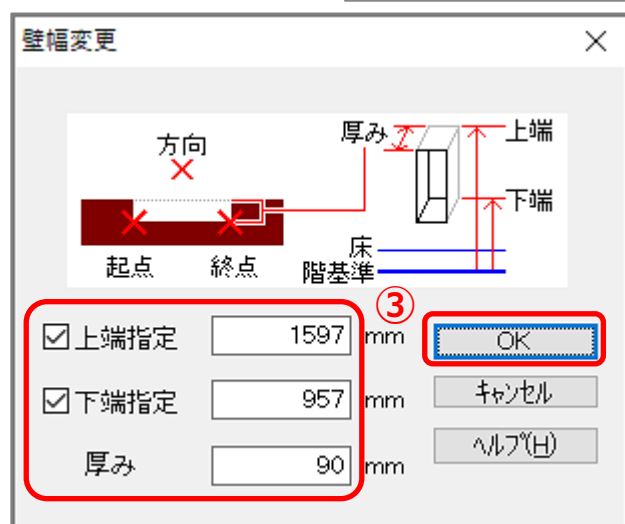 壁幅変更
方向
厚み
上端
下端
床
階基準
起点 終点
③
上端指定 1597 mm OK
下端指定 957 mm キャンセル
厚み 90 mm ヘルプ(H)